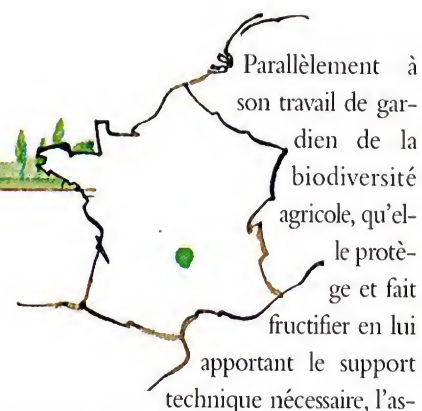 Parallèlement à
son travail de gar-
dien de la
biodiversité
agricole, qu'el-
le protè-
ge et fait
fructifier en lui
apportant le support
technique nécessaire, l'as-